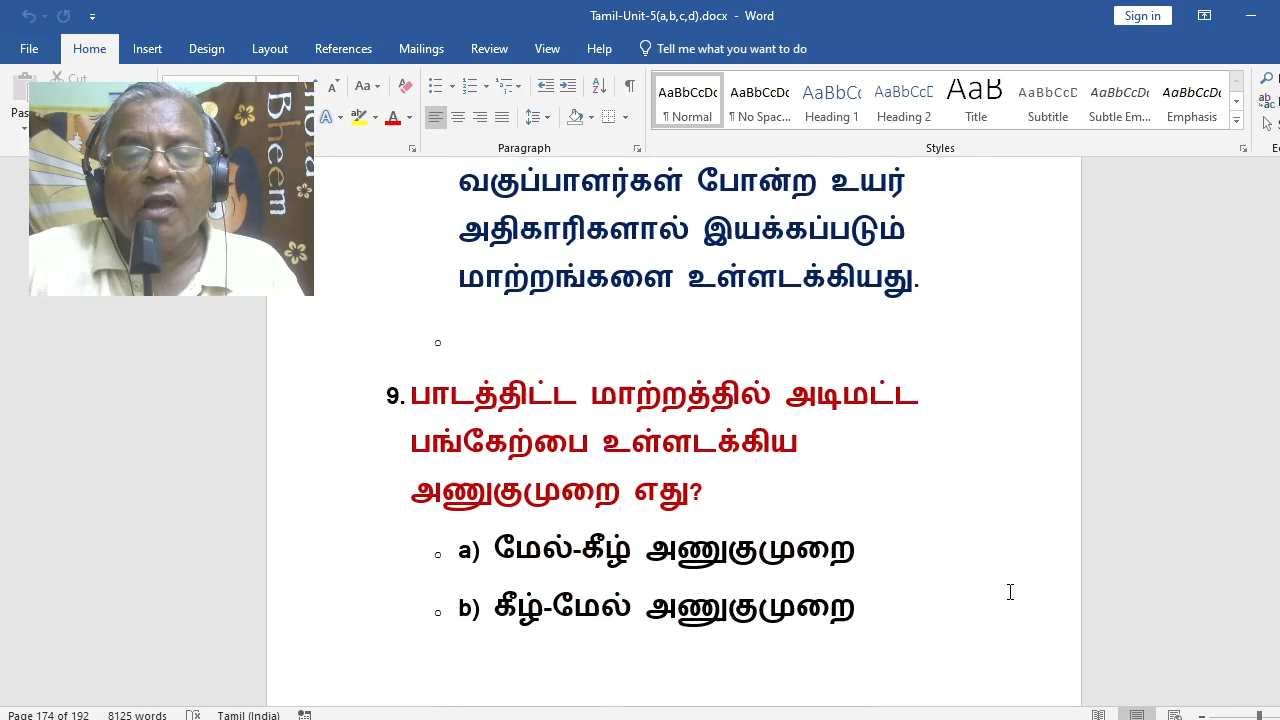 Tamil-Unit-5(a,b,c,d).docx - Word
Sign in
File Home Insert Design Layout References Mailings Review View Help Tell me what you want to do
Cut
Aa
AaBbCcDc AaBbCcDc AaBbCc AaBbCcD AaB AaBbCcD AaBbCcDc AaBbCcDc
¶ Normal ¶ No Spac... Heading 1 Heading 2 Title Subtitle Subtle Em... Emphasis
Paragraph Styles
Bheem
வகுப்பாளர்கள் போன்ற உயர்
அதிகாரிகளால் இயக்கப்படும்
மாற்றங்களை உள்ளடக்கியது.
9. பாடத்திட்ட மாற்றத்தில் அடிமட்ட
பங்கேற்பை உள்ளடக்கிய
அணுகுமுறை எது?
a) மேல்-கீழ் அணுகுமுறை
b) கீழ்-மேல் அணுகுமுறை
Page 174 of 192 8125 words Tamil (India)